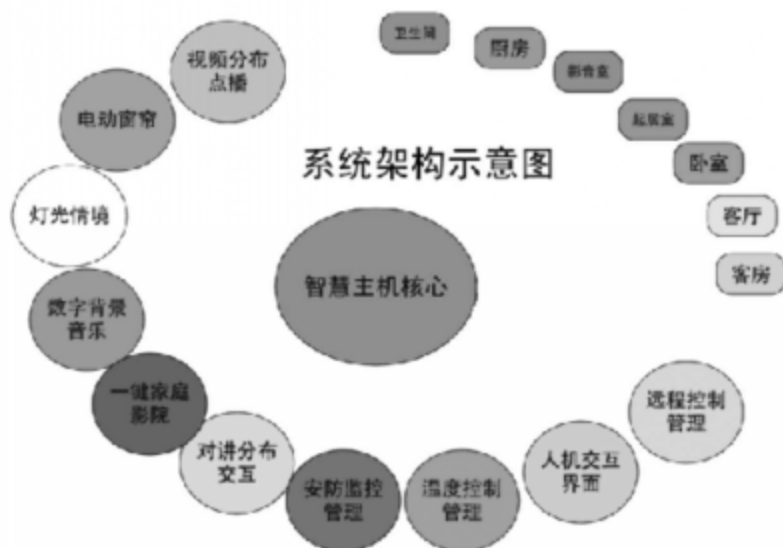 视频分布
点播
电动窗帘
灯光情境
数字背景
音乐
一键家庭
影院
对讲分布
交互
安防监控
管理
温度控制
管理
人机交互
界面
远程控制
管理
系统架构示意图
智慧主机核心
卫生间
厨房
影音室
起居室
卧室
客厅
客房